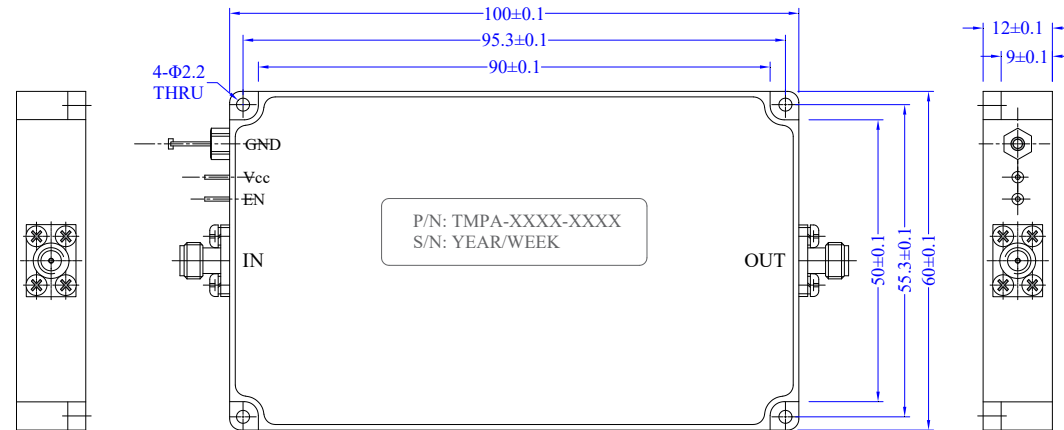 100±0.1
95.3±0.1
90±0.1
12±0.1
9±0.1
4-Φ2.2
THRU
GND
Vcc
EN
P/N: TMPA-XXXX-XXXX
S/N: YEAR/WEEK
IN
OUT
50±0.1
55.3±0.1
60±0.1